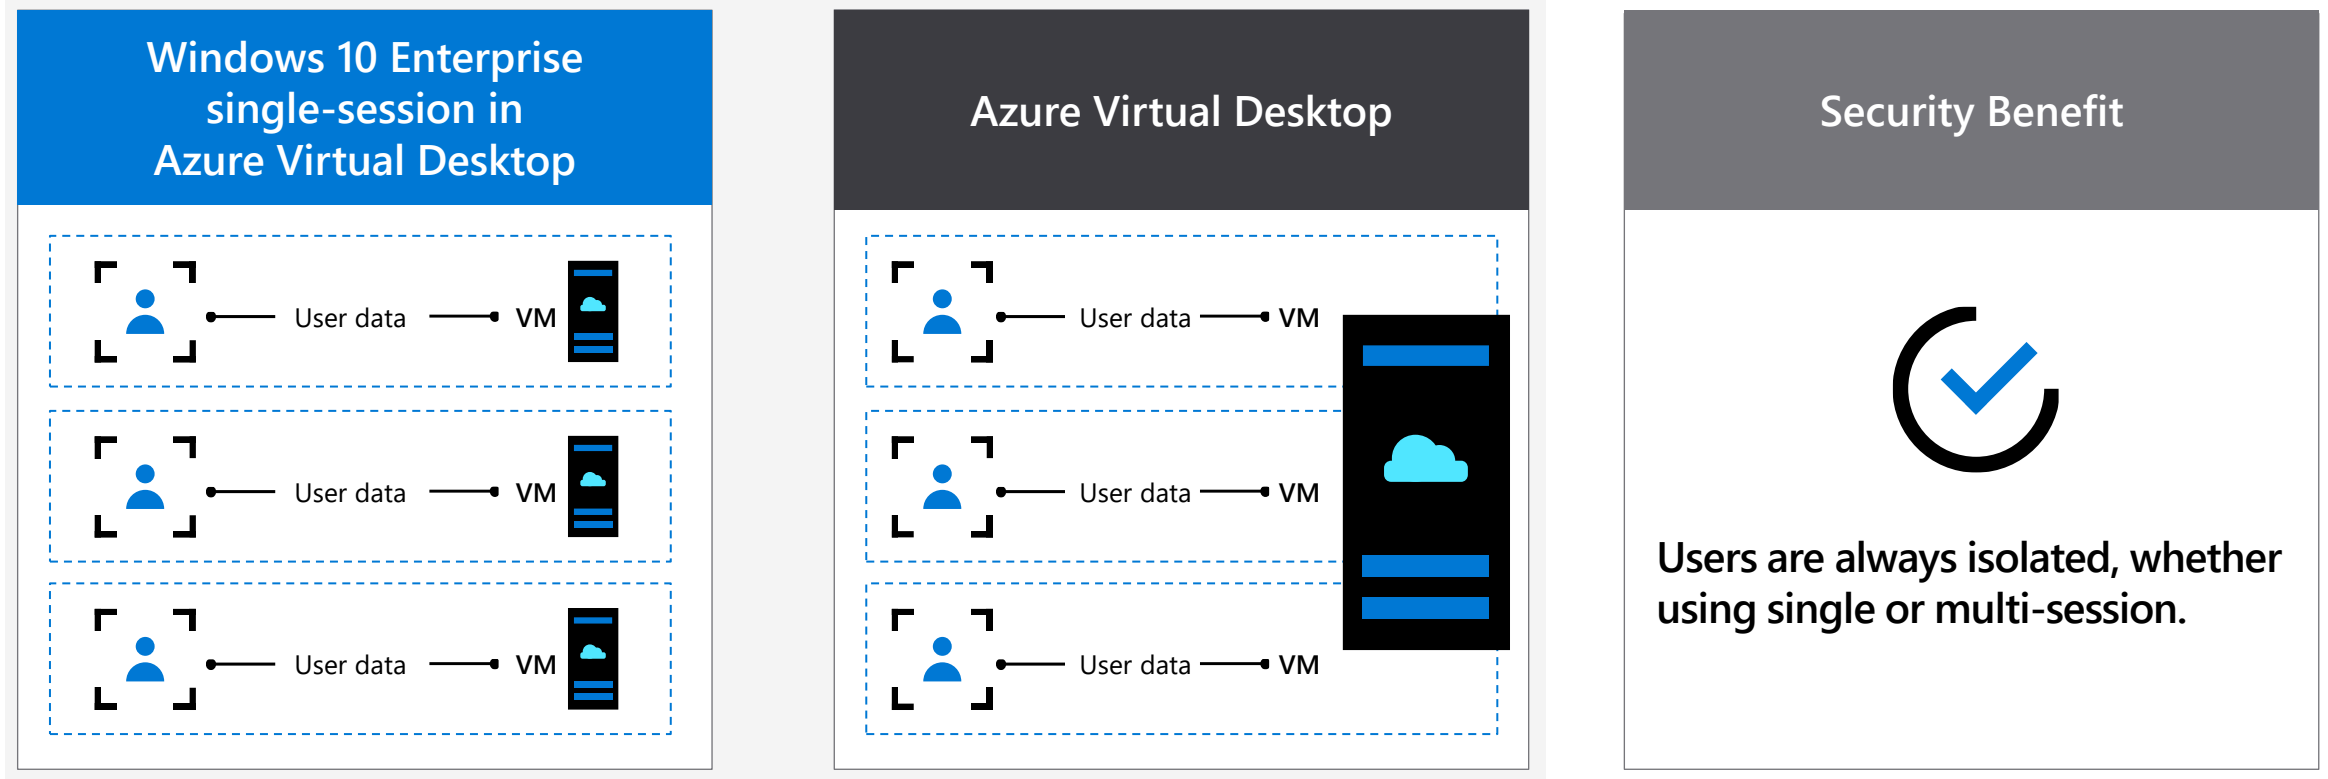 Windows 10 Enterprise
single-session in
Azure Virtual Desktop
User data
VM
User data
VM
User data
VM
Azure Virtual Desktop
User data
VM
User data
VM
User data
VM
Security Benefit
Users are always isolated, whether
using single or multi-session.